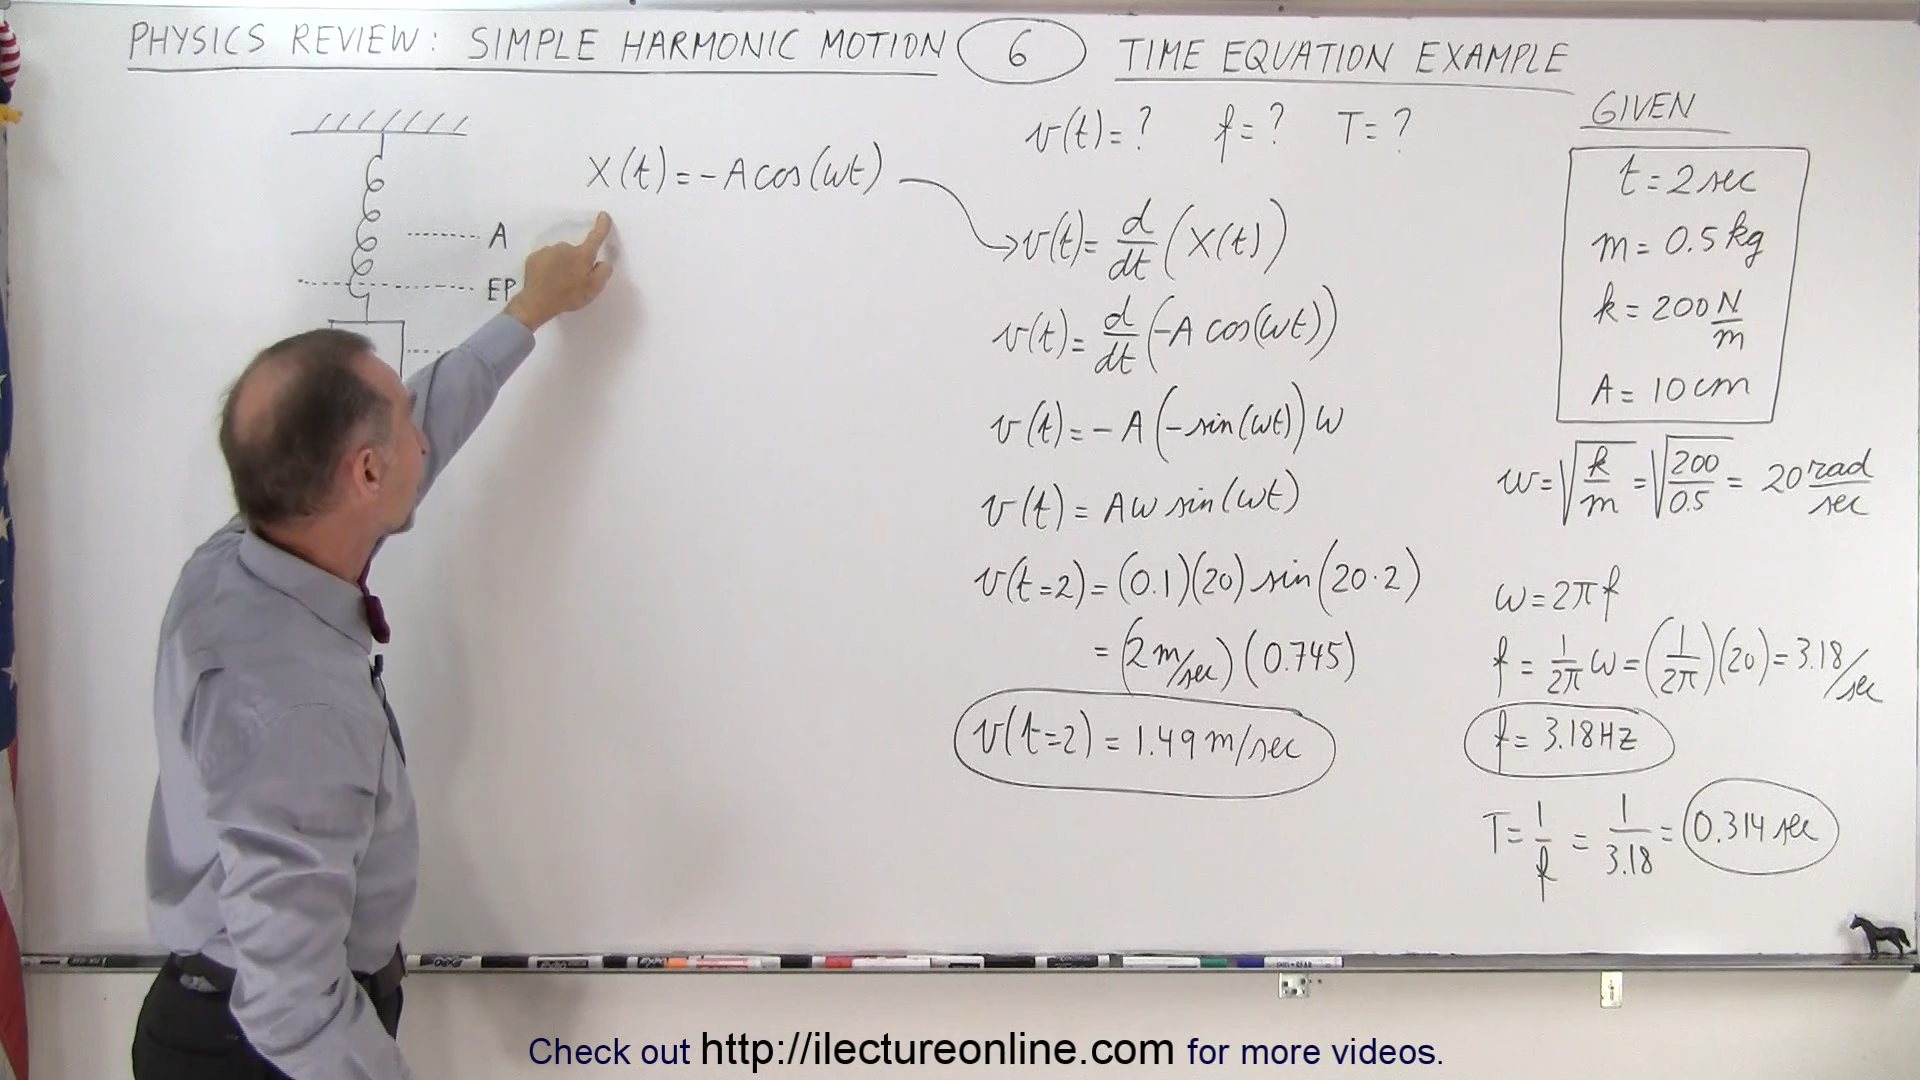 PHYSICS REVIEW: SIMPLE HARMONIC MOTION 6 TIME EQUATION EXAMPLE
A
EP
X(t) = -A cos(ωt)
v(t) = ? f = ? T = ?
v(t) = d/dt (X(t))
v(t) = d/dt (-A cos(ωt))
v(t) = -A(-sin(ωt)) ω
v(t) = Aω sin(ωt)
v(t=2) = (0.1)(20) sin(20·2)
= (2 m/sec)(0.745)
v(t=2) = 1.49 m/sec
GIVEN
t = 2 sec
m = 0.5 kg
k = 200 N/m
A = 10 cm
ω = √(k/m) = √(200/0.5) = 20 rad/sec
ω = 2πf
f = 1/2π ω = (1/2π)(20) = 3.18/sec
f = 3.18 HZ
T = 1/f = 1/3.18 = 0.314 sec
Check out http://ilectureonline.com for more videos.